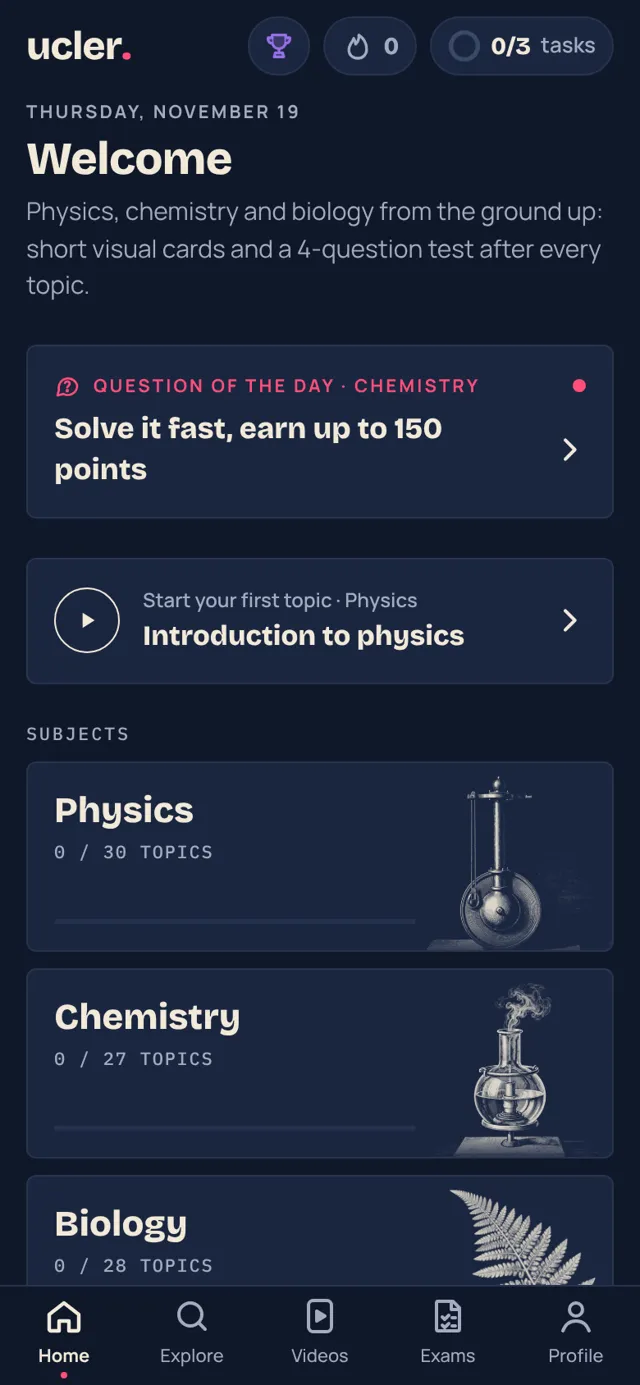 ucler.
0
0/3 tasks
THURSDAY, NOVEMBER 19
Welcome
Physics, chemistry and biology from the ground up:
short visual cards and a 4-question test after every
topic.
QUESTION OF THE DAY · CHEMISTRY
Solve it fast, earn up to 150
points
Start your first topic · Physics
Introduction to physics
SUBJECTS
Physics
0 / 30 TOPICS
Chemistry
0 / 27 TOPICS
Biology
0 / 28 TOPICS
Home
Explore
Videos
Exams
Profile